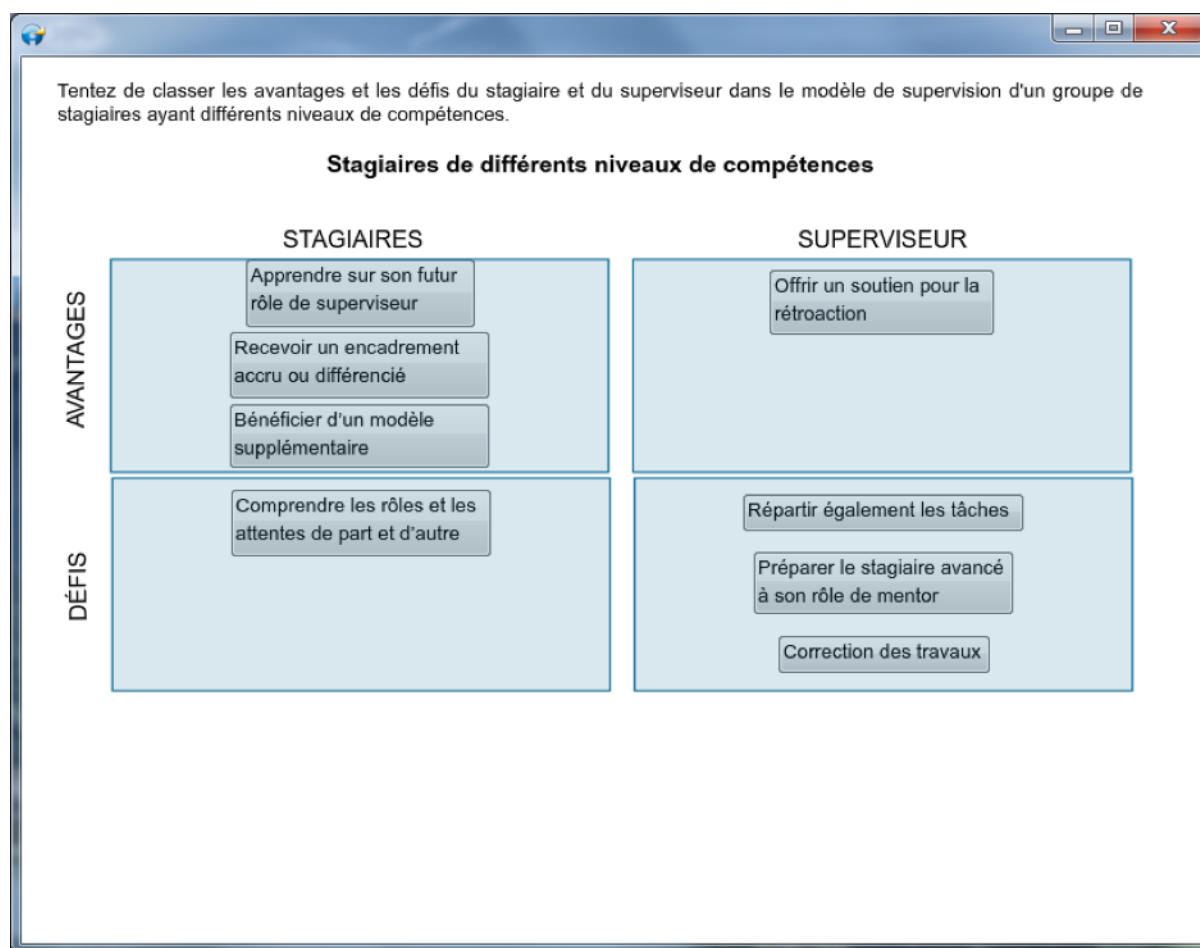 Tentez de classer les avantages et les défis du stagiaire et du superviseur dans le modèle de supervision d'un groupe de
stagiaires ayant différents niveaux de compétences.
Stagiaires de différents niveaux de compétences
STAGIAIRES
SUPERVISEUR
AVANTAGES
Apprendre sur son futur
rôle de superviseur
Recevoir un encadrement
accru ou différencié
Bénéficier d'un modèle
supplémentaire
Offrir un soutien pour la
rétroaction
DÉFIS
Comprendre les rôles et les
attentes de part et d'autre
Répartir également les tâches
Préparer le stagiaire avancé
à son rôle de mentor
Correction des travaux